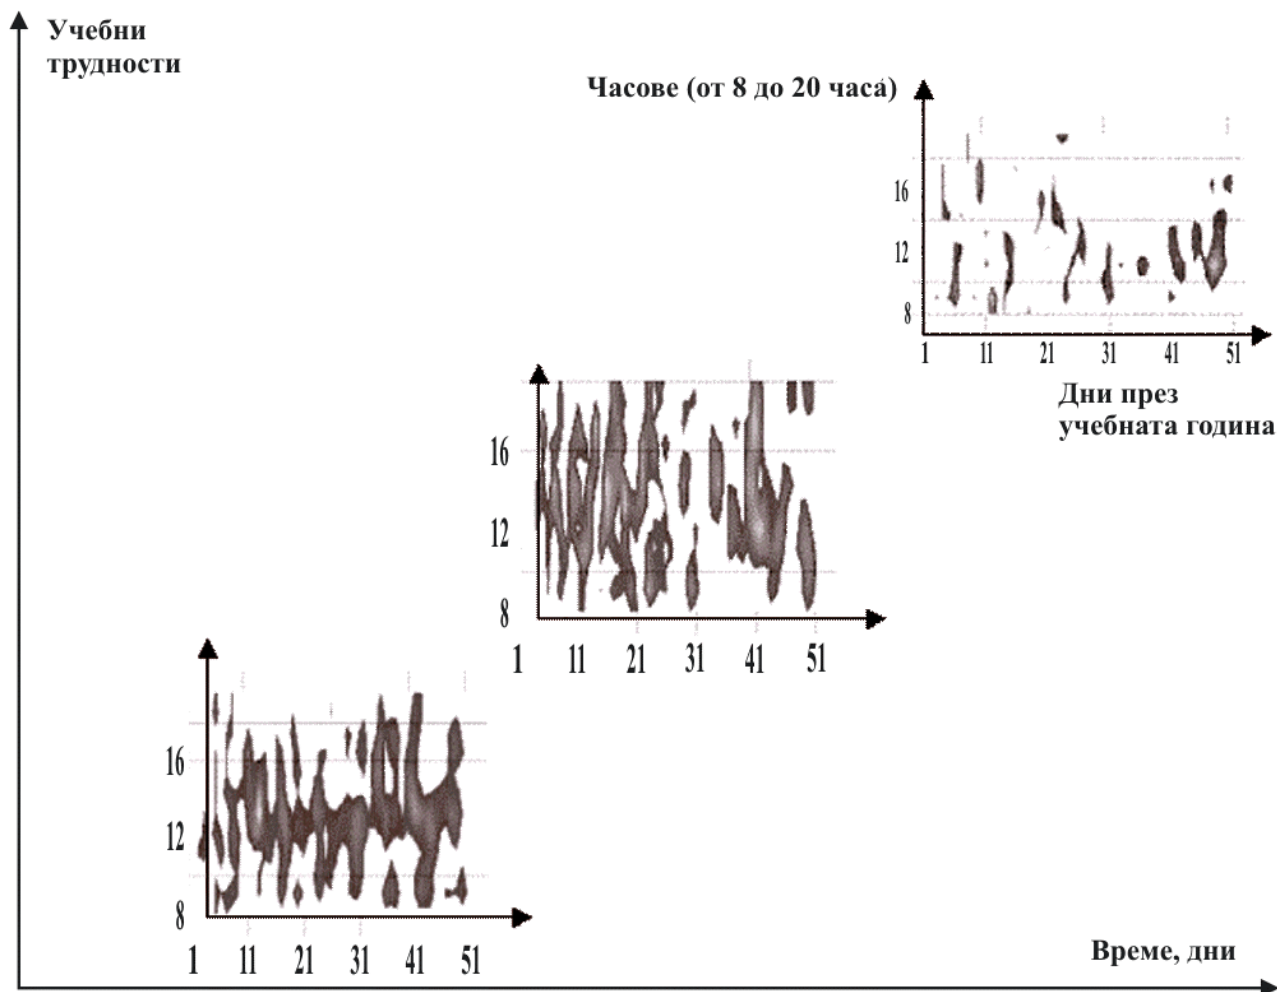 Учебни
трудности
Часове (от 8 до 20 часа)
16
12
8
1 11 21 31 41 51
Дни през
учебната година
16
12
8
1 11 21 31 41 51
16
12
8
1 11 21 31 41 51
Време, дни